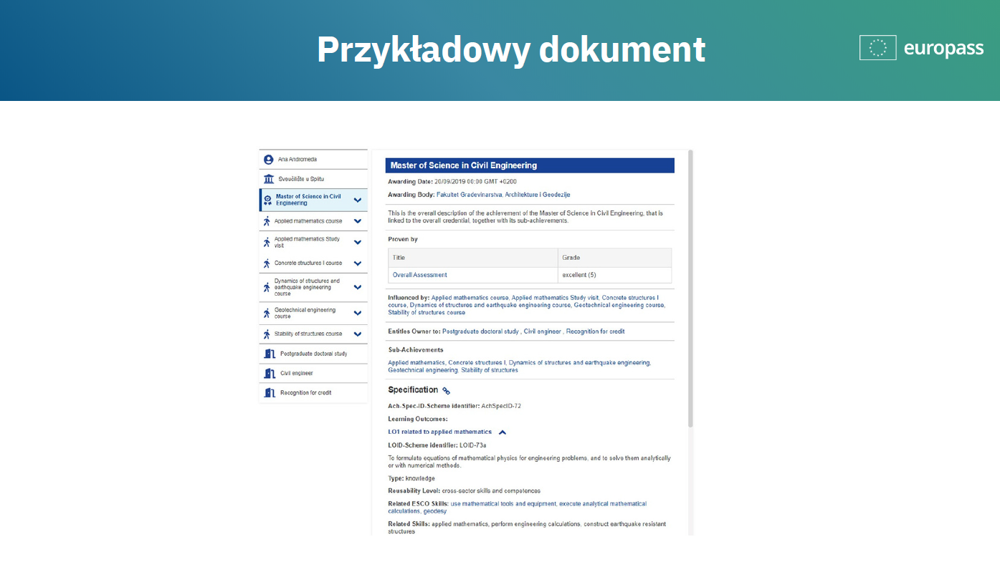 Przykładowy dokument
europass
Ana Andromeda
Sveučilište u Splitu
Master of Science in Civil
Engineering
Applied mathematics course
Applied mathematics Study
visit
Concrete structures I course
Dynamics of structures and
earthquake engineering
course
Geotechnical engineering
course
Stability of structures course
Postgraduate doctoral study
Civil engineer
Recognition for credit
Master of Science in Civil Engineering
Awarding Date: 20/09/2019 00:00 GMT +0200
Awarding Body: Fakultet Gradevinarstva, Architekture i Geodezije
This is the overall description of the achievement of the Master of Science in Civil Engineering, that is
linked to the overall credential, together with its sub-achievements.
Proven by
Title Grade
Overall Assessment excellent (5)
Influenced by: Applied mathematics course, Applied mathematics Study visit, Concrete structures I
course, Dynamics of structures and earthquake engineering course, Geotechnical engineering course,
Stability of structures course
Entitles Owner to: Postgraduate doctoral study , Civil engineer , Recognition for credit
Sub-Achievements
Applied mathematics, Concrete structures I, Dynamics of structures and earthquake engineering,
Geotechnical engineering, Stability of structures
Specification
Ach-Spec-ID-Scheme identifier: AchSpecID-72
Learning Outcomes:
LO1 related to applied mathematics
LOID-Scheme identifier: LOID-73a
To formulate equations of mathematical physics for engineering problems, and to solve them analytically
or with numerical methods.
Type: knowledge
Reusability Level: cross-sector skills and competences
Related ESCO Skills: use mathematical tools and equipment, execute analytical mathematical
calculations, geodesy
Related Skills: applied mathematics, perform engineering calculations, construct earthquake resistant
structures